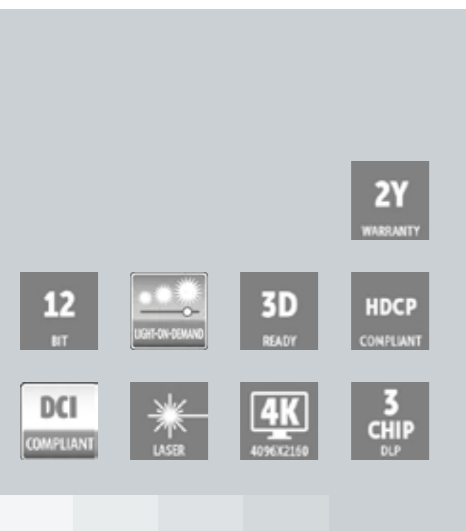 2Y
WARRANTY
12
BIT
LIGHT-ON-DEMAND
3D
READY
HDCP
COMPLIANT
DCI
COMPLIANT
LASER
4K
4096X2160
3
CHIP
DLP